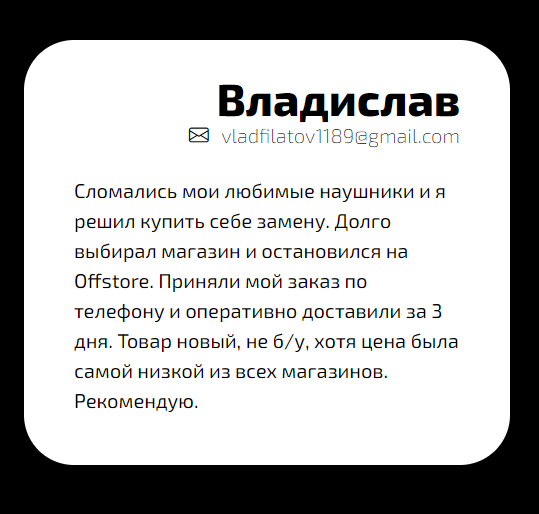 Владислав
vladfilatov1189@gmail.com
Сломались мои любимые наушники и я
решил купить себе замену. Долго
выбирал магазин и остановился на
Offstore. Приняли мой заказ по
телефону и оперативно доставили за 3
дня. Товар новый, не б/у, хотя цена была
самой низкой из всех магазинов.
Рекомендую.